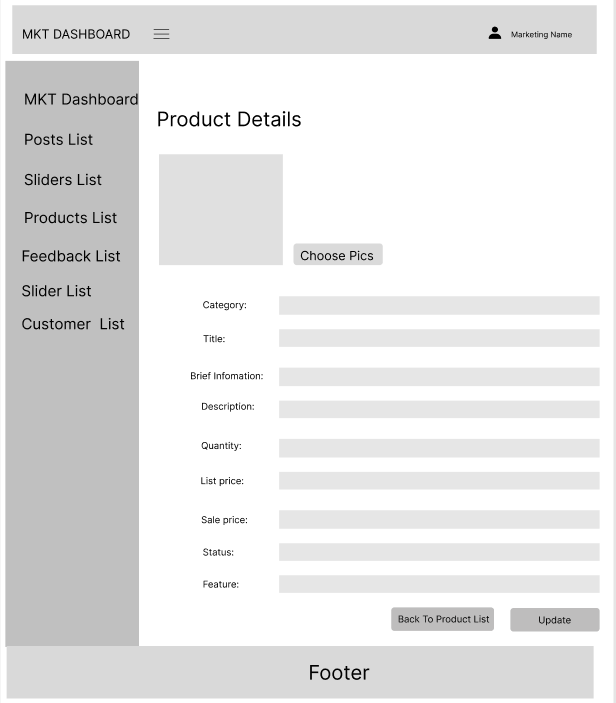 MKT DASHBOARD
Marketing Name
MKT Dashboard
Posts List
Sliders List
Products List
Feedback List
Slider List
Customer List
Product Details
Choose Pics
Category:
Title:
Brief Infomation:
Description:
Quantity:
List price:
Sale price:
Status:
Feature:
Back To Product List
Update
Footer